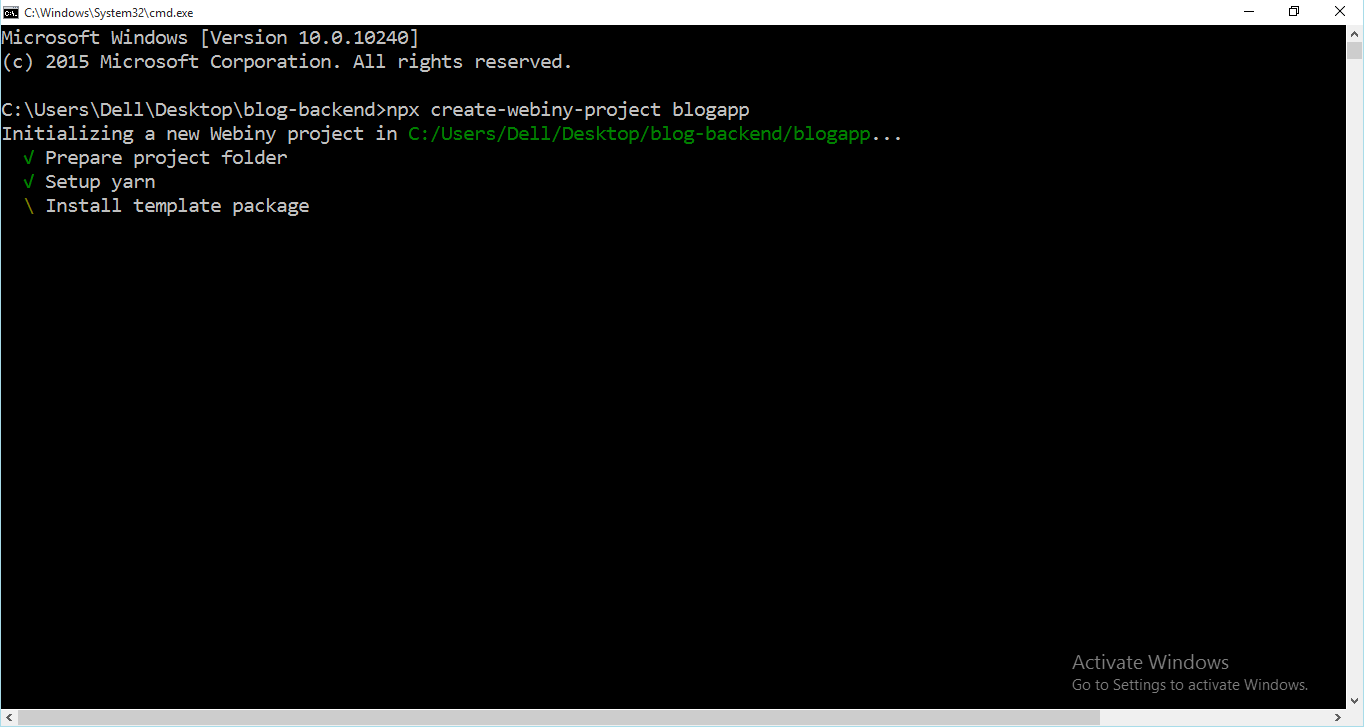 C:\Windows\System32\cmd.exe
Microsoft Windows [Version 10.0.10240]
(c) 2015 Microsoft Corporation. All rights reserved.
C:\Users\Dell\Desktop\blog-backend>npx create-webiny-project blogapp
Initializing a new Webiny project in C:/Users/Dell/Desktop/blog-backend/blogapp...
√ Prepare project folder
√ Setup yarn
\ Install template package
Activate Windows
Go to Settings to activate Windows.